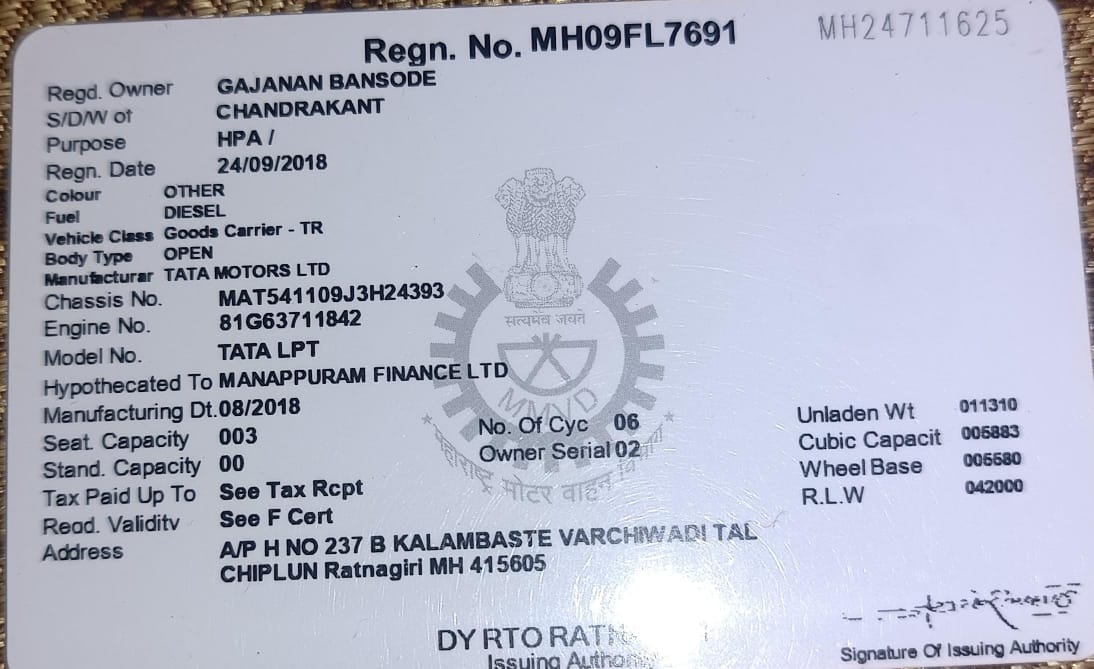 Regn. No. MH09FL7691
MH24711625
Regd. Owner GAJANAN BANSODE
S/D/W of CHANDRAKANT
Purpose HPA /
Regn. Date 24/09/2018
Colour OTHER
Fuel DIESEL
Vehicle Class Goods Carrier - TR
Body Type OPEN
Manufacturar TATA MOTORS LTD
Chassis No. MAT541109J3H24393
Engine No. 81G63711842
Model No. TATA LPT
Hypothecated To MANAPPURAM FINANCE LTD
Manufacturing Dt. 08/2018
Seat. Capacity 003
Stand. Capacity 00
Tax Paid Up To See Tax Rcpt
Regd. Validity See F Cert
Address A/P H NO 237 B KALAMBASTE VARCHIWADI TAL
CHIPLUN Ratnagiri MH 415605
No. Of Cyc 06
Owner Serial 02
Unladen Wt 011310
Cubic Capacit 005883
Wheel Base 005580
R.L.W 042000
सत्यमेव जयते
MMVD
महाराष्ट्र मोटर वाहन
DY RTO
Issuing Authority
Signature Of Issuing Authority